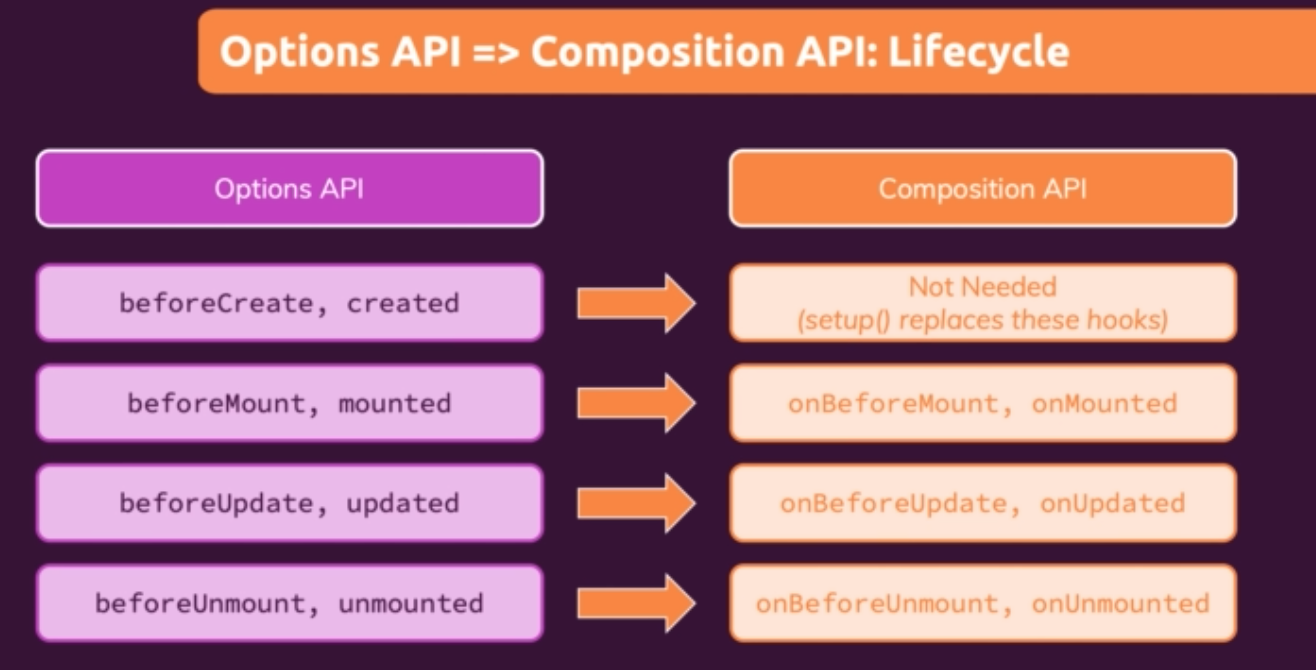 Options API => Composition API: Lifecycle
Options API
Composition API
beforeCreate, created
Not Needed
(setup() replaces these hooks)
beforeMount, mounted
onBeforeMount, onMounted
beforeUpdate, updated
onBeforeUpdate, onUpdated
beforeUnmount, unmounted
onBeforeUnmount, onUnmounted